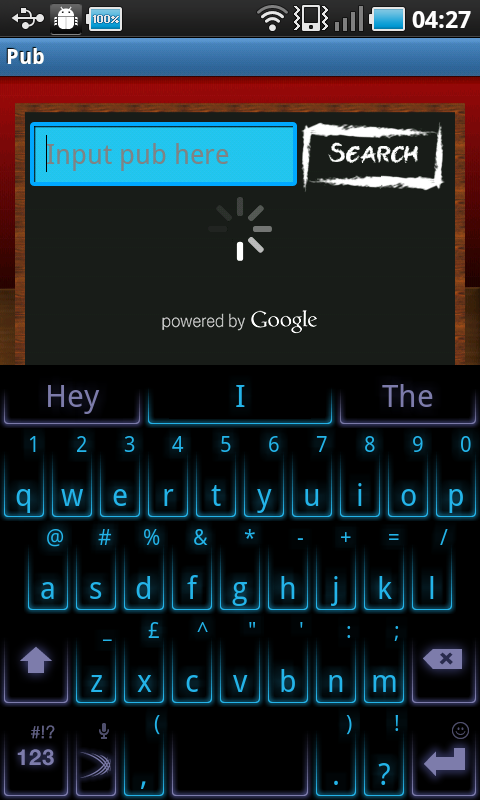 100% 04:27
Pub
Input pub here SEARCH
powered by Google
Hey I The
1 2 3 4 5 6 7 8 9 0
q w e r t y u i o p
@ # % & * - + = /
a s d f g h j k l
_ £ ^ " ' : ;
z x c v b n m
#!? ( ) !
123 , . ?